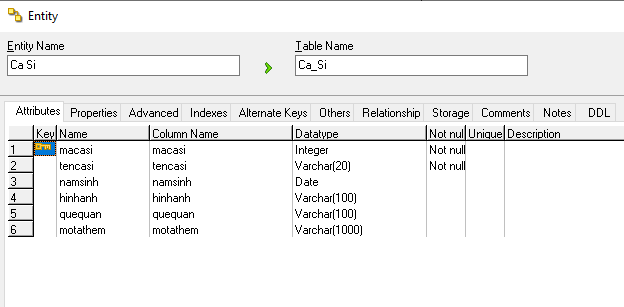 Entity
Entity Name Table Name
Ca Si Ca_Si
Attributes Properties Advanced Indexes Alternate Keys Others Relationship Storage Comments Notes DDL
Key Name Column Name Datatype Not nul Unique Description
1 macasi macasi Integer Not null
2 tencasi tencasi Varchar(20) Not null
3 namsinh namsinh Date
4 hinhanh hinhanh Varchar(100)
5 quequan quequan Varchar(100)
6 motathem motathem Varchar(1000)